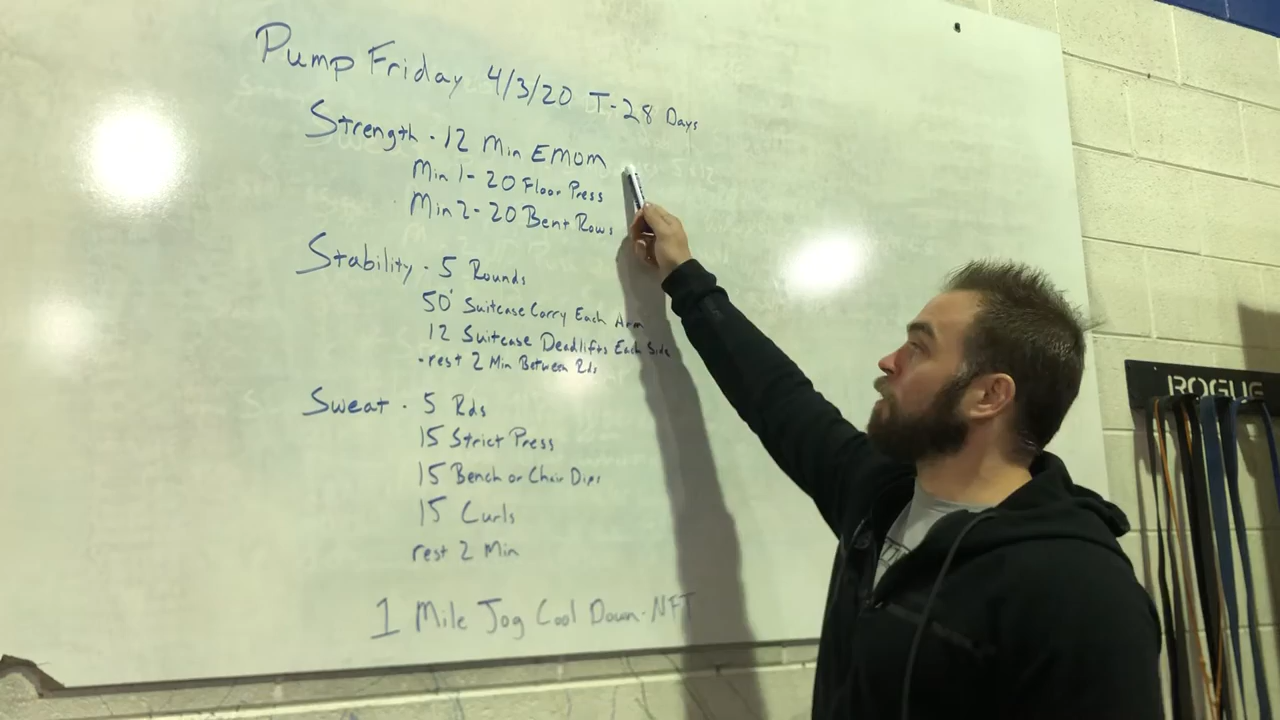 Pump Friday 4/3/20 T-28 Days
Strength - 12 Min EMOM
Min 1- 20 Floor Press
Min 2- 20 Bent Rows
Stability - 5 Rounds
50' Suitcase Carry Each Arm
12 Suitcase Deadlifts Each Side
-rest 2 Min Between Rds
Sweat - 5 Rds
15 Strict Press
15 Bench or Chair Dips
15 Curls
rest 2 Min
1 Mile Jog Cool Down-NFT
ROGUE